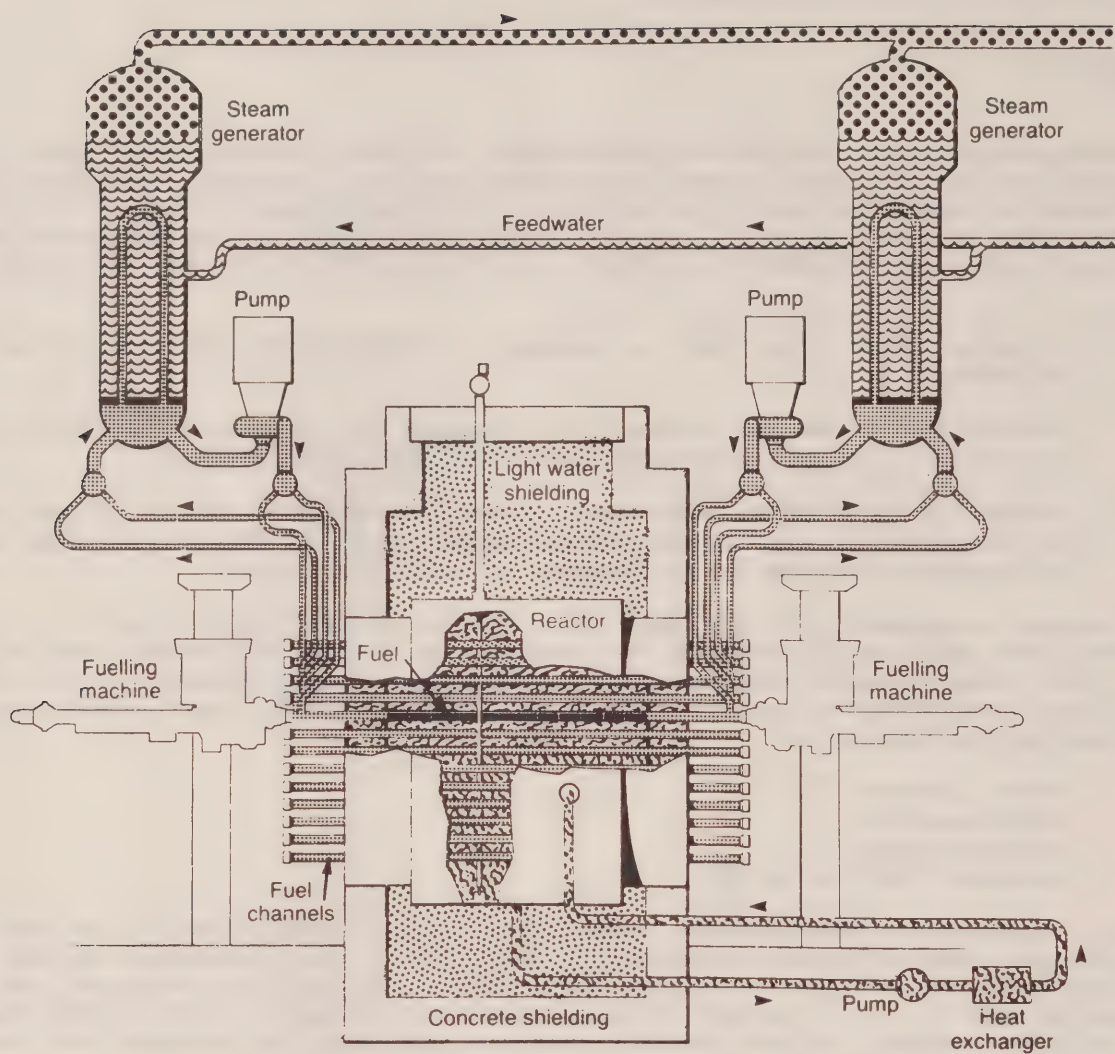 Steam
generator
Steam
generator
Feedwater
Pump
Pump
Light water
shielding
Reactor
Fuel
Fuelling
machine
Fuelling
machine
Fuel
channels
Pump
Heat
exchanger
Concrete shielding